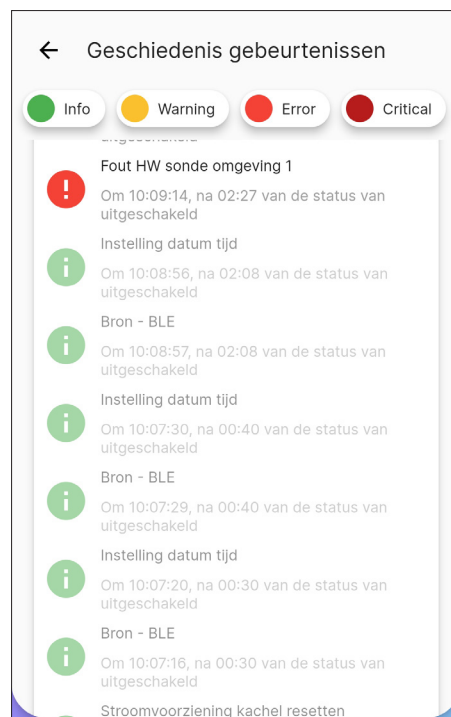 Geschiedenis gebeurtenissen
Info
Warning
Error
Critical
uitgeschakeld
Fout HW sonde omgeving 1
Om 10:09:14, na 02:27 van de status van
uitgeschakeld
Instelling datum tijd
Om 10:08:56, na 02:08 van de status van
uitgeschakeld
Bron - BLE
Om 10:08:57, na 02:08 van de status van
uitgeschakeld
Instelling datum tijd
Om 10:07:30, na 00:40 van de status van
uitgeschakeld
Bron - BLE
Om 10:07:29, na 00:40 van de status van
uitgeschakeld
Instelling datum tijd
Om 10:07:20, na 00:30 van de status van
uitgeschakeld
Bron - BLE
Om 10:07:16, na 00:30 van de status van
uitgeschakeld
Stroomvoorziening kachel resetten